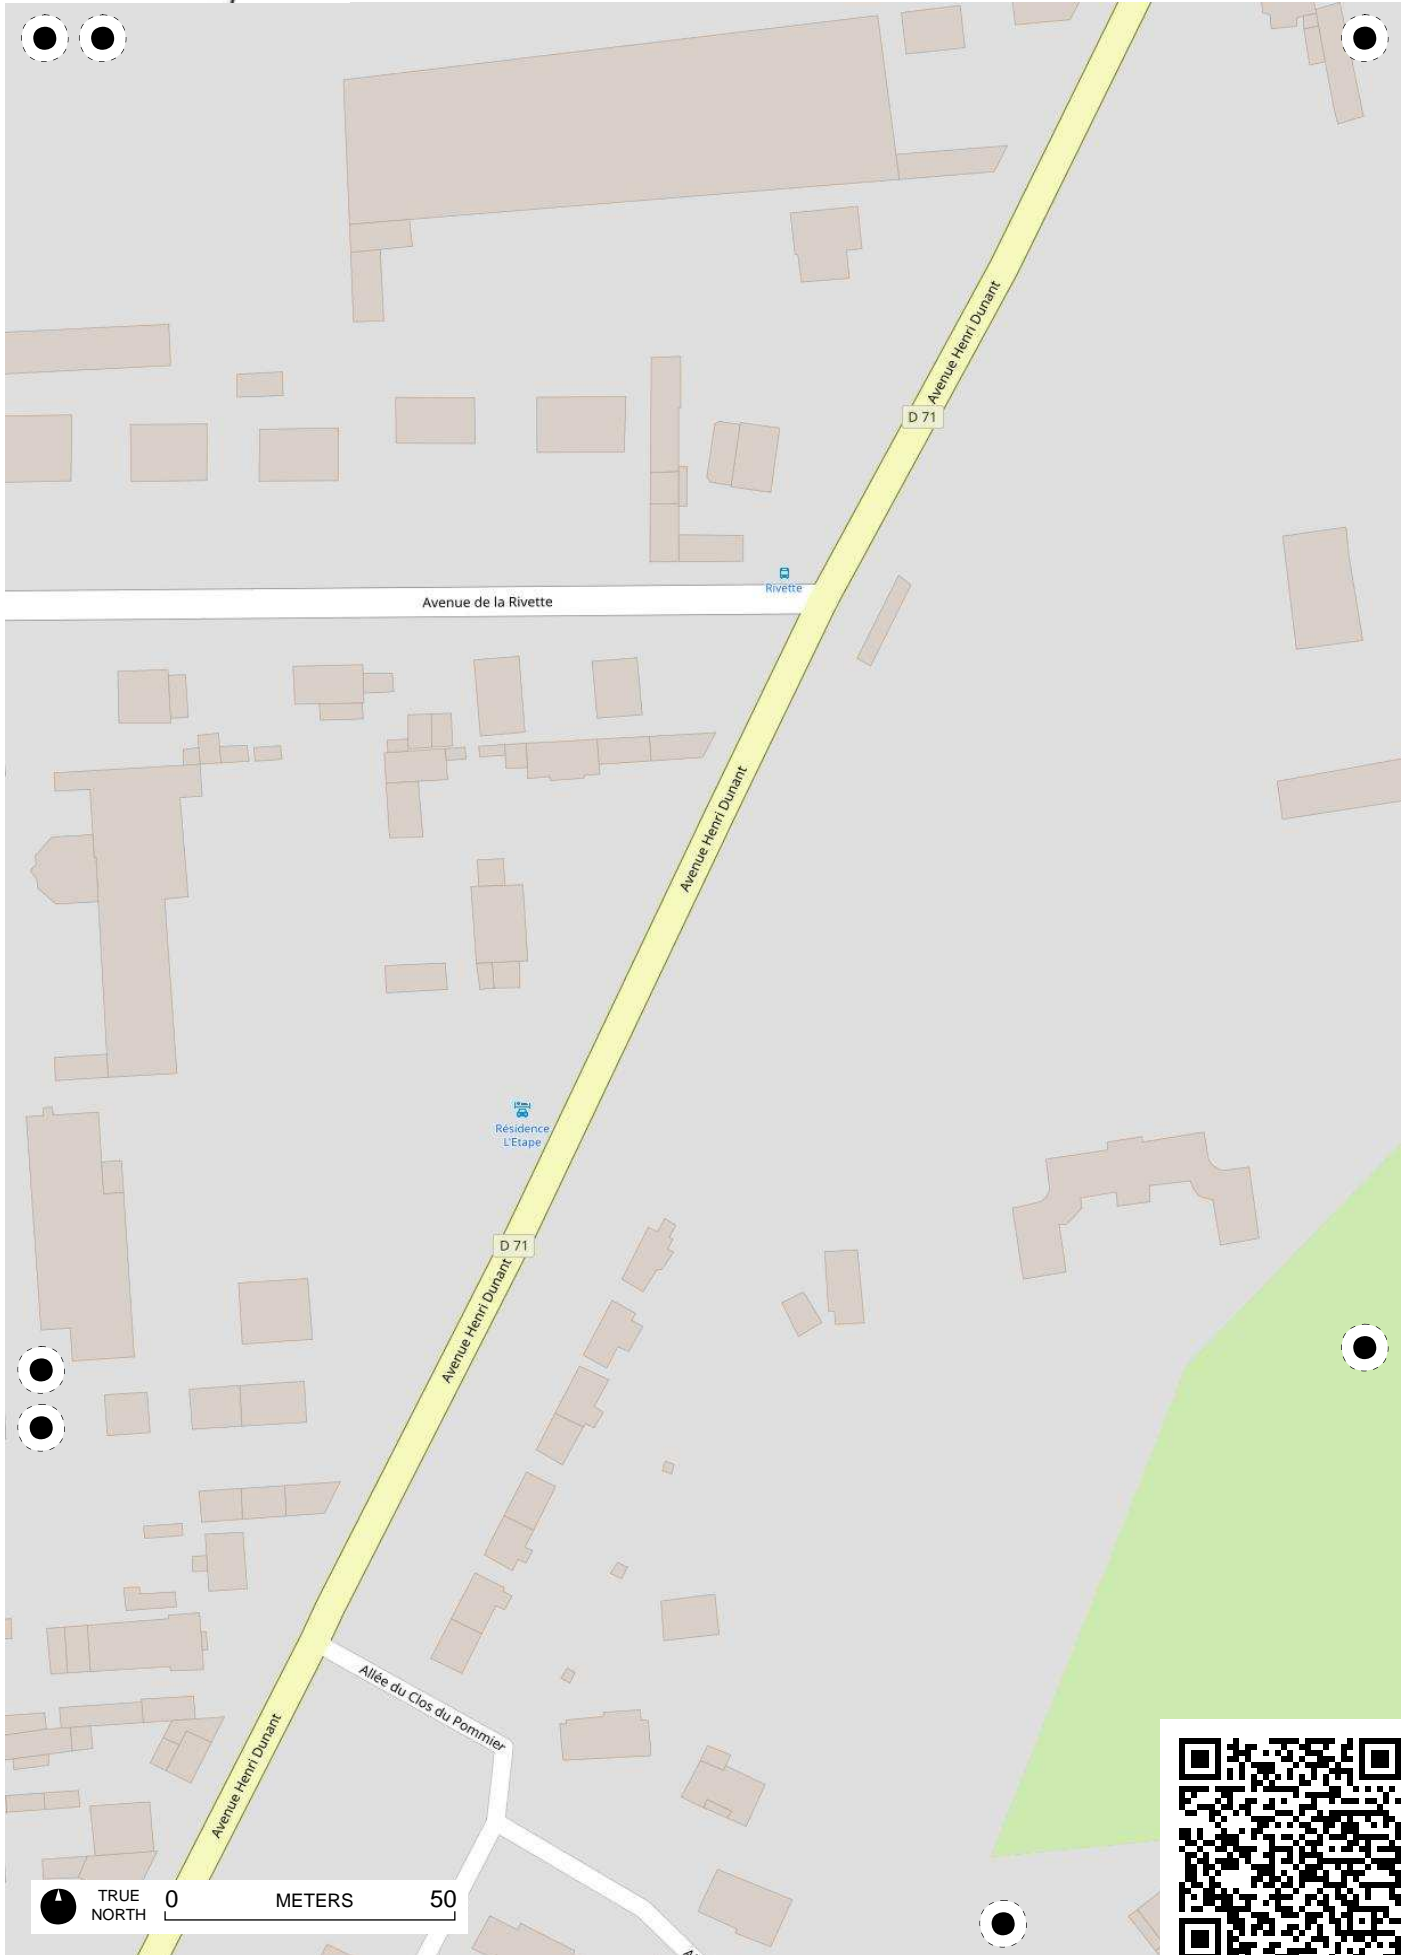 Avenue Henri Dunant
D 71
Rivette
Avenue de la Rivette
Avenue Henri Dunant
Résidence
L'Etape
D 71
Avenue Henri Dunant
Allée du Clos du Pommier
Avenue Henri Dunant
TRUE
NORTH
0 METERS 50